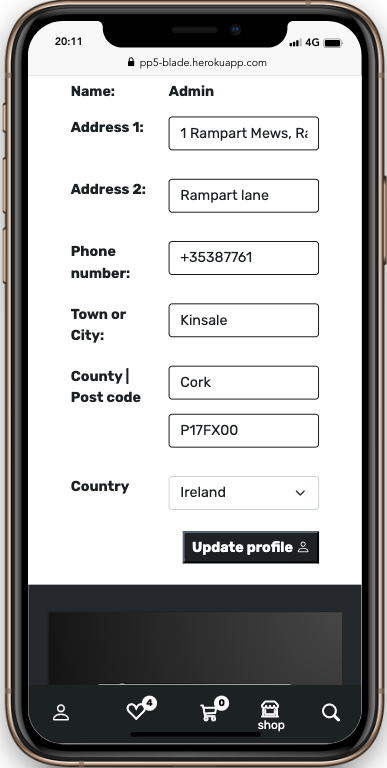 20:11
4G
pp5-blade.herokuapp.com
Name: Admin
Address 1: 1 Rampart Mews, Ra
Address 2: Rampart lane
Phone number: +35387761
Town or City: Kinsale
County | Post code Cork
P17FX00
Country Ireland
Update profile
4 0
shop